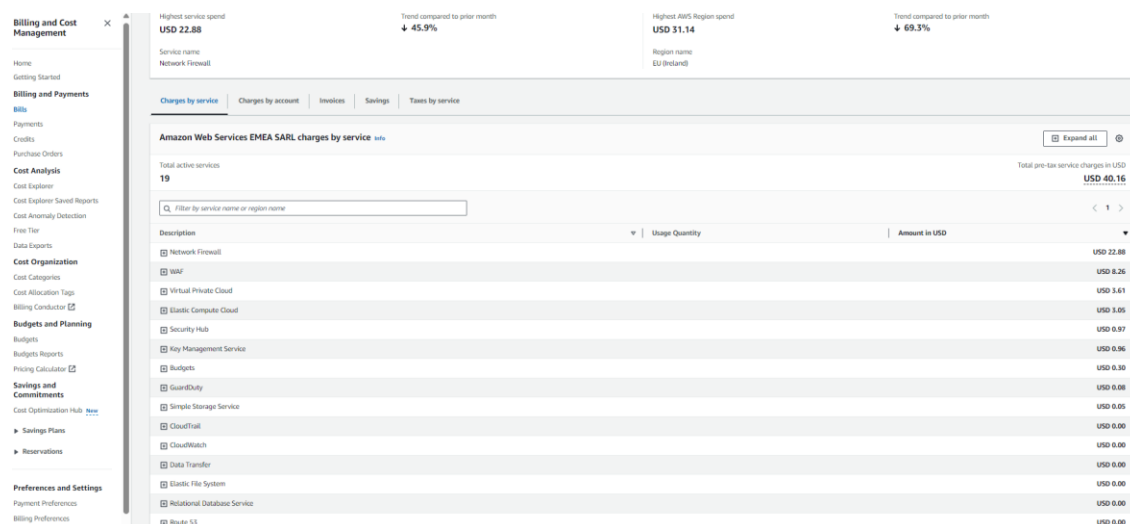 Billing and Cost
Management
Home
Getting Started
Billing and Payments
Bills
Payments
Credits
Purchase Orders
Cost Analysis
Cost Explorer
Cost Explorer Saved Reports
Cost Anomaly Detection
Free Tier
Data Exports
Cost Organization
Cost Categories
Cost Allocation Tags
Billing Conductor
Budgets and Planning
Budgets
Budgets Reports
Pricing Calculator
Savings and
Commitments
Cost Optimization Hub New
Savings Plans
Reservations
Preferences and Settings
Payment Preferences
Billing Preferences
Highest service spend
USD 22.88
Trend compared to prior month
↓ 45.9%
Highest AWS Region spend
USD 31.14
Trend compared to prior month
↓ 69.3%
Service name
Network Firewall
Region name
EU (Ireland)
Charges by service Charges by account Invoices Savings Taxes by service
Amazon Web Services EMEA SARL charges by service Info
Expand all
Total active services
19
Total pre-tax service charges in USD
USD 40.16
Filter by service name or region name
< 1 >
Description Usage Quantity Amount in USD
Network Firewall USD 22.88
WAF USD 8.26
Virtual Private Cloud USD 3.61
Elastic Compute Cloud USD 3.05
Security Hub USD 0.97
Key Management Service USD 0.96
Budgets USD 0.30
GuardDuty USD 0.08
Simple Storage Service USD 0.05
CloudTrail USD 0.00
CloudWatch USD 0.00
Data Transfer USD 0.00
Elastic File System USD 0.00
Relational Database Service USD 0.00
Route 53 USD 0.00